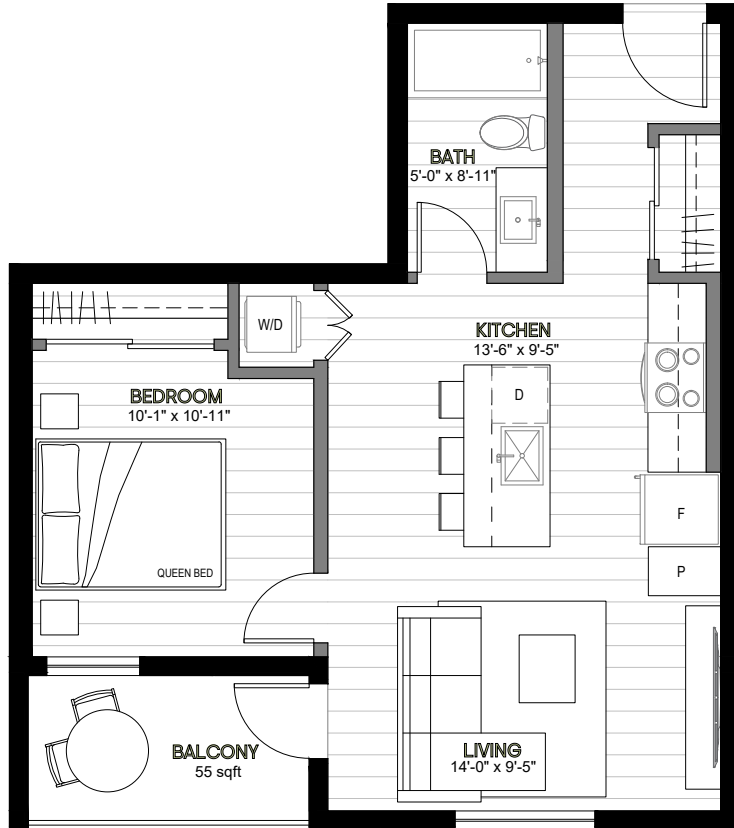 BATH
5'-0" x 8'-11"
W/D
KITCHEN
13'-6" x 9'-5"
BEDROOM
10'-1" x 10'-11"
D
F
QUEEN BED
P
BALCONY
55 sqft
LIVING
14'-0" x 9'-5"